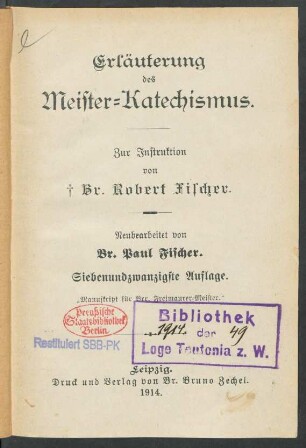 Erläuterung
des
Meister=Katechismus.
Zur Instruktion
von
† Br. Robert Fischer.
Neubearbeitet von
Br. Paul Fischer.
Siebenundzwanzigste Auflage.
„Manuskript für Brr. Freimaurer-Meister.“
Preußische
Staatsbibliothek
Berlin
Restituiert SBB-PK
Bibliothek
1914. der 49
Loge Teutonia z. W.
Leipzig.
Druck und Verlag von Br. Bruno Zechel.
1914.